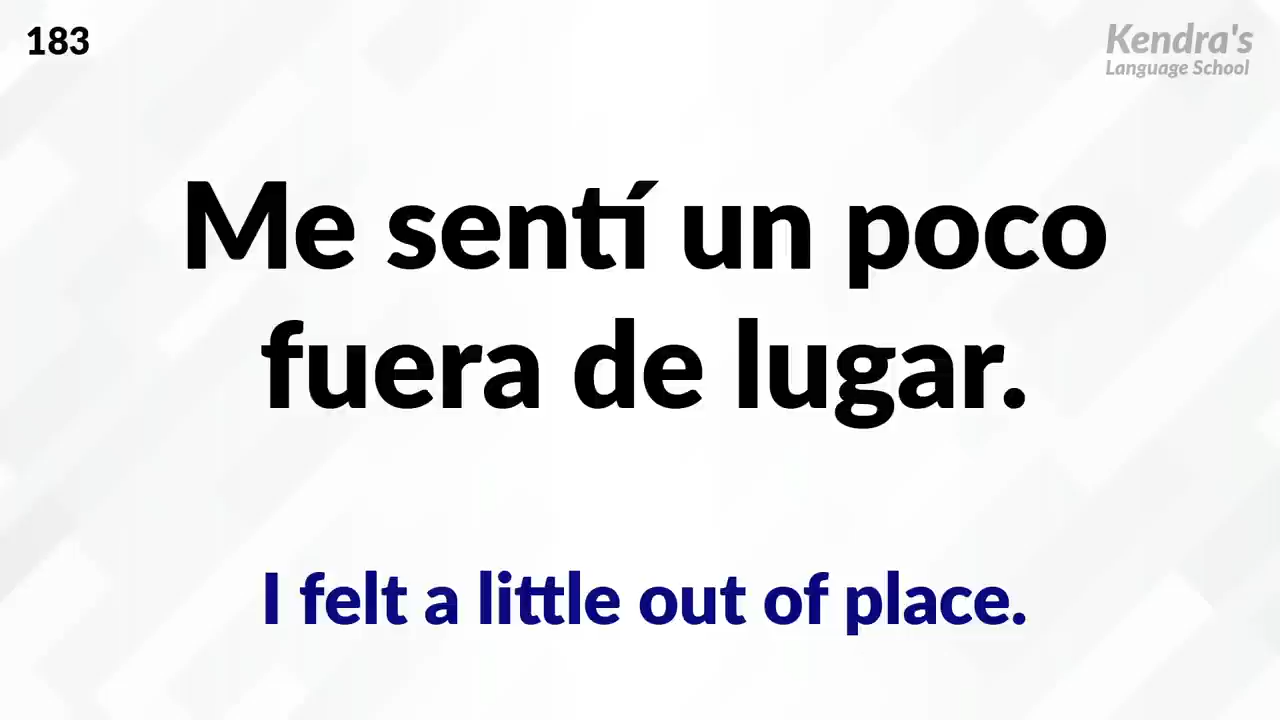 183
Kendra's
Language School
Me sentí un poco
fuera de lugar.
I felt a little out of place.